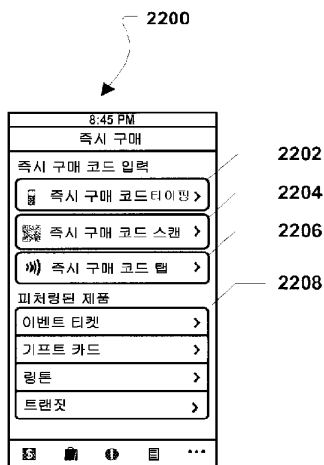 2200
8:45 PM
즉시 구매
즉시 구매 코드 입력
즉시 구매 코드타이핑 >
2202
즉시 구매 코드 스캔 >
2204
즉시 구매 코드 탭 >
2206
피처링된 제품
2208
이벤트 티켓 >
기프트 카드 >
링톤 >
트랜짓 >